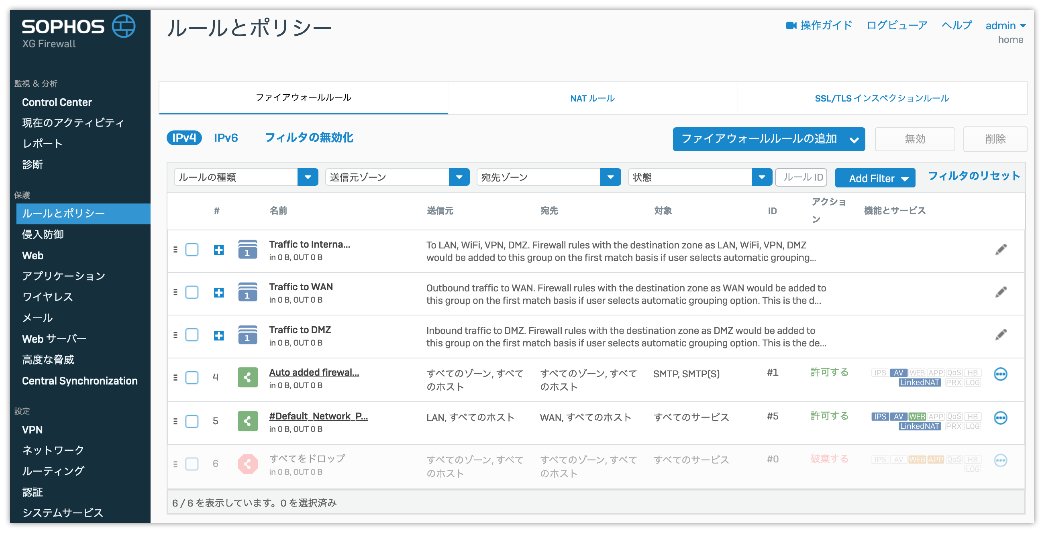 SOPHOS
XG Firewall
ルールとポリシー
操作ガイド ログビューア ヘルプ admin
home
監視 & 分析
Control Center
現在のアクティビティ
レポート
診断
保護
ルールとポリシー
侵入防御
Web
アプリケーション
ワイヤレス
メール
Web サーバー
高度な脅威
Central Synchronization
設定
VPN
ネットワーク
ルーティング
認証
システムサービス
ファイアウォールルール NAT ルール SSL/TLS インスペクションルール
IPv4 IPv6 フィルタの無効化 ファイアウォールルールの追加 無効 削除
ルールの種類 送信元ゾーン 宛先ゾーン 状態 ルール ID Add Filter フィルタのリセット
# 名前 送信元 宛先 対象 ID アクション 機能とサービス
Traffic to Interna...
in 0 B, OUT 0 B
1
To LAN, WiFi, VPN, DMZ. Firewall rules with the destination zone as LAN, WiFi, VPN, DMZ
would be added to this group on the first match basis if user selects automatic grouping...
Traffic to WAN
in 0 B, OUT 0 B
1
Outbound traffic to WAN. Firewall rules with the destination zone as WAN would be added to
this group on the first match basis if user selects automatic grouping option. This is the d...
Traffic to DMZ
in 0 B, OUT 0 B
1
Inbound traffic to DMZ. Firewall rules with the destination zone as DMZ would be added to
this group on the first match basis if user selects automatic grouping option. This is the de...
4 Auto added firewal...
in 0 B, OUT 0 B
すべてのゾーン, すべて
のホスト
すべてのゾーン, すべて
のホスト
SMTP, SMTP(S) #1 許可する
IPS AV WEB APP QoS HB
LinkedNAT PRX LOG
5 #Default_Network_P...
in 0 B, OUT 0 B
LAN, すべてのホスト WAN, すべてのホスト すべてのサービス #5 許可する
IPS AV WEB APP QoS HB
LinkedNAT PRX LOG
6 すべてをドロップ
in 0 B, OUT 0 B
すべてのゾーン, すべて
のホスト
すべてのゾーン, すべて
のホスト
すべてのサービス #0 破棄する
IPS AV WEB APP QoS HB
LOG
6 / 6 を表示しています。0 を選択済み